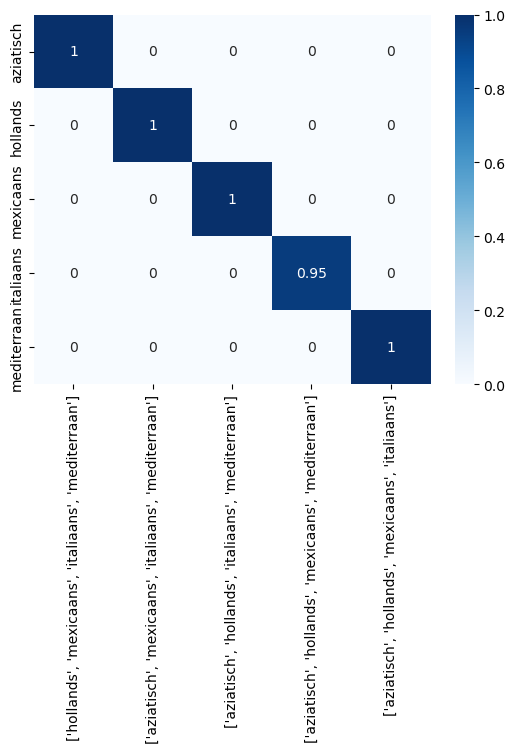 aziatisch
hollands
mexicaans
italiaans
mediterraan
1 0 0 0 0
0 1 0 0 0
0 0 1 0 0
0 0 0 0.95 0
0 0 0 0 1
1.0
0.8
0.6
0.4
0.2
0.0
['hollands', 'mexicaans', 'italiaans', 'mediterraan']
['aziatisch', 'mexicaans', 'italiaans', 'mediterraan']
['aziatisch', 'hollands', 'italiaans', 'mediterraan']
['aziatisch', 'hollands', 'mexicaans', 'mediterraan']
['aziatisch', 'hollands', 'mexicaans', 'italiaans']